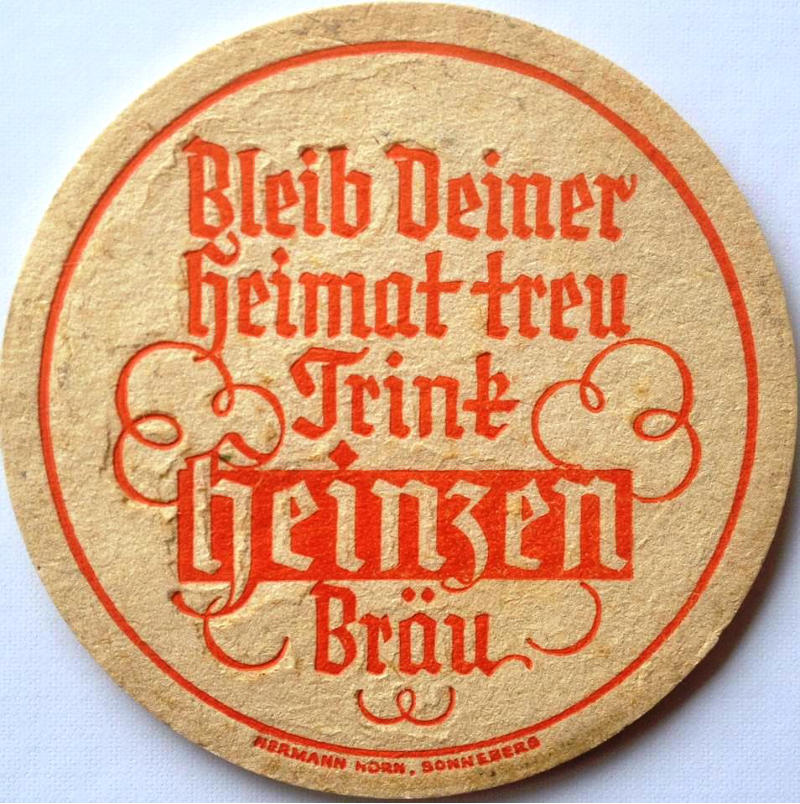 Bleib Deiner
Heimat treu
Trink
Heinzen
Bräu
HERMANN HORN, SONNEBERG